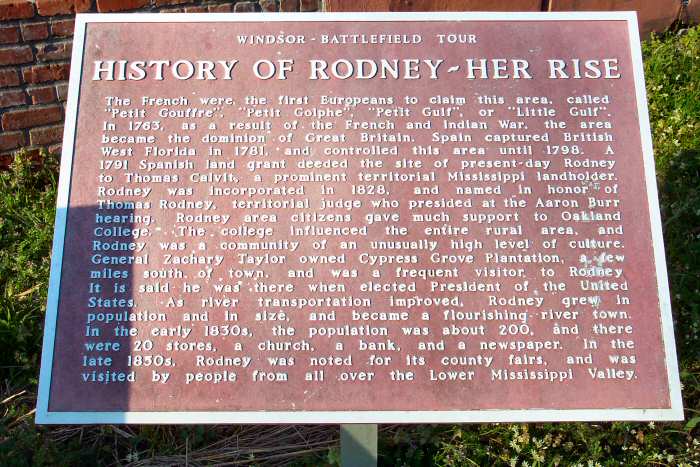 WINDSOR-BATTLEFIELD TOUR
HISTORY OF RODNEY-HER RISE
The French were the first Europeans to claim this area, called
"Petit Gouffre", "Petit Golphe", "Petit Gulf", or "Little Gulf".
In 1763, as a result of the French and Indian War, the area
became the dominion of Great Britain. Spain captured British
West Florida in 1781, and controlled this area until 1798. A
1791 Spanish land grant deeded the site of present-day Rodney
to Thomas Calvit, a prominent territorial Mississippi landholder.
Rodney was incorporated in 1828, and named in honor of
Thomas Rodney, territorial judge who presided at the Aaron Burr
hearing. Rodney area citizens gave much support to Oakland
College. The college influenced the entire rural area, and
Rodney was a community of an unusually high level of culture.
General Zachary Taylor owned Cypress Grove Plantation, a few
miles south of town, and was a frequent visitor to Rodney
It is said he was there when elected President of the United
States. As river transportation improved, Rodney grew in
population and in size, and became a flourishing river town.
In the early 1830s, the population was about 200, and there
were 20 stores, a church, a bank, and a newspaper. In the
late 1850s, Rodney was noted for its county fairs, and was
visited by people from all over the Lower Mississippi Valley.